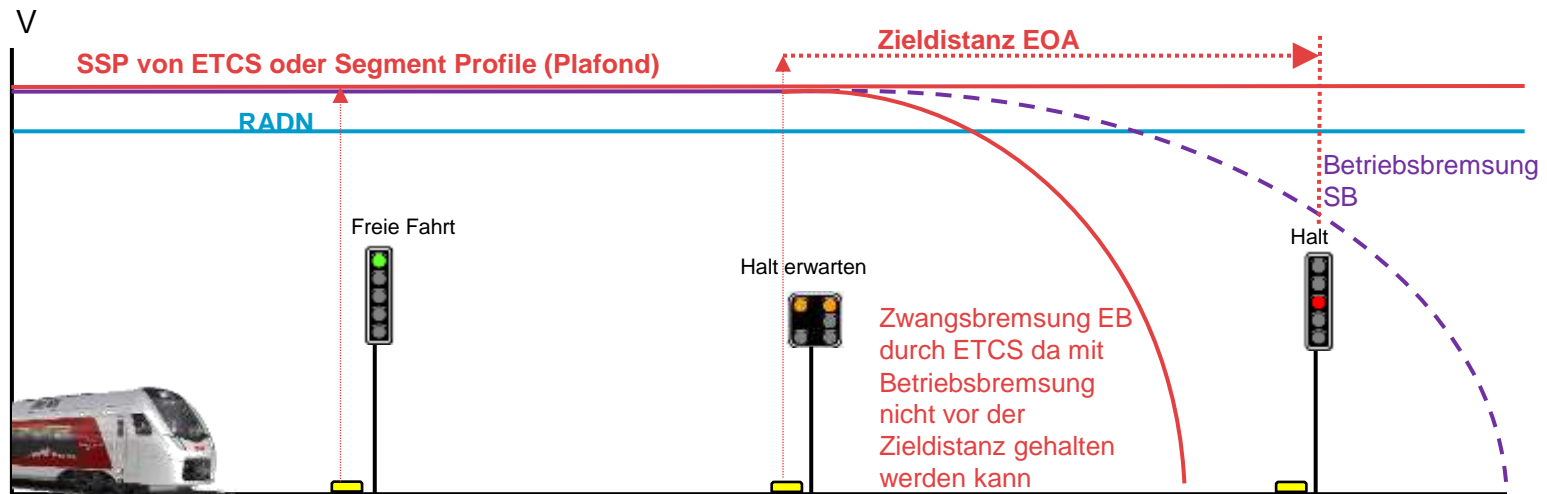 V
Zieldistanz EOA
SSP von ETCS oder Segment Profile (Plafond)
RADN
Betriebsbremsung
SB
Freie Fahrt
Halt
Halt erwarten
Zwangsbremsung EB
durch ETCS da mit
Betriebsbremsung
nicht vor der
Zieldistanz gehalten
werden kann